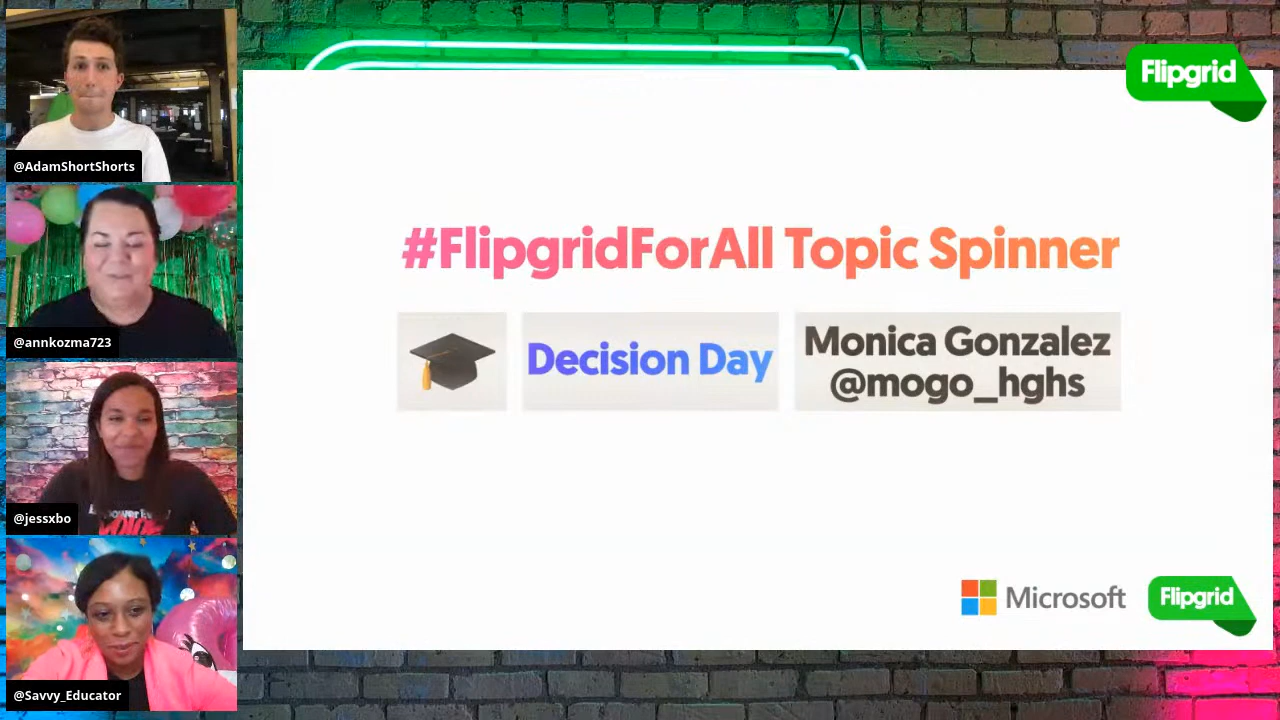 @AdamShortShorts
@annkozma723
@jessxbo
@Savvy_Educator
Flipgrid
#FlipgridForAll Topic Spinner
Decision Day
Monica Gonzalez
@mogo_hghs
Microsoft
Flipgrid